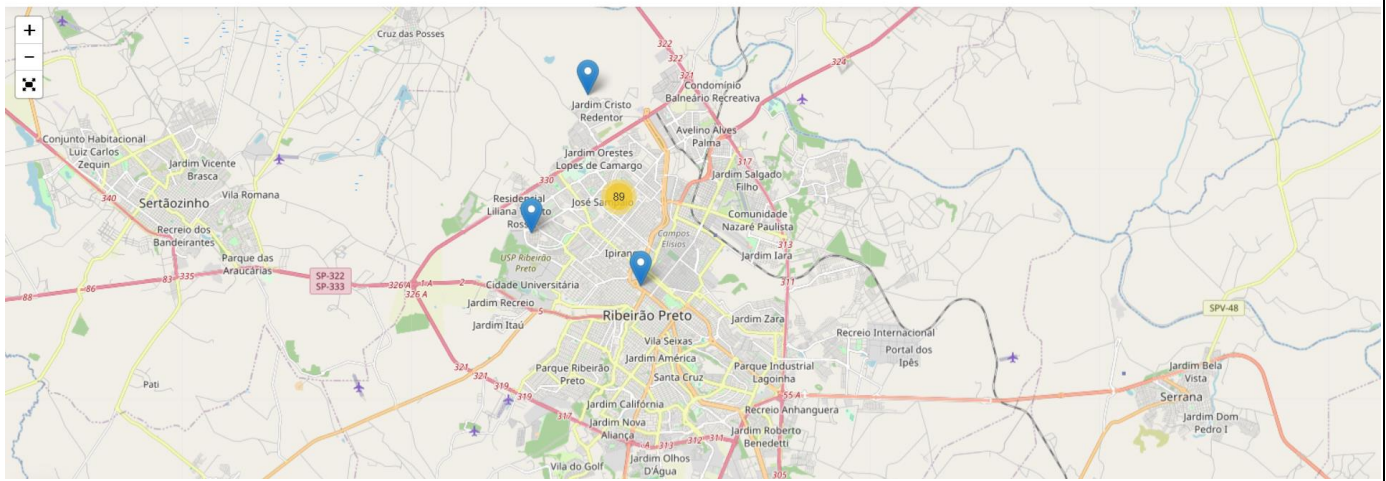 +
−
Cruz das Posses
322
322
321
324
Condomínio
Balneário Recreativa
Jardim Cristo
Redentor
Avelino Alves
Palma
Conjunto Habitacional
Luiz Carlos
Zequin
Jardim Vicente
Brasca
Jardim Orestes
Lopes de Camargo
317
330
Jardim Salgado
Filho
Vila Romana
340
Sertãozinho
Residencial
Liliana
José
89
Comunidade
Nazaré Paulista
Campos
Elísios
Recreio dos
Bandeirantes
313
Parque das
Araucárias
USP Ribeirão
Preto
Jardim Iara
83
335
SP-322
SP-333
326 A
1 A
2
326 A
Cidade Universitária
311
86
88
Jardim Recreio
5
Ribeirão Preto
Jardim Itaú
Jardim Zara
SPV-48
Recreio Internacional
Vila Seixas
Portal dos
Ipês
Jardim América
321
321
319
319
Parque Ribeirão
Preto
Santa Cruz
Parque Industrial
Lagoinha
Jardim Bela
Vista
Pati
Serrana
55 A
Jardim Califórnia
Recreio Anhanguera
317
Jardim Nova
Aliança
Jardim Roberto
Benedetti
Jardim Dom
Pedro I
A
313
312
311
Jardim Olhos
D'Água
Vila do Golf
305